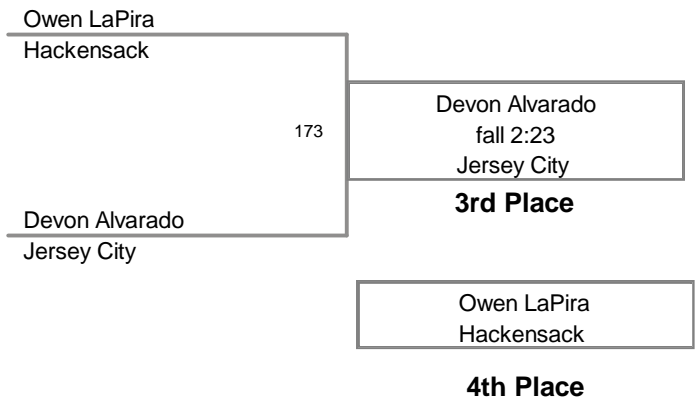 Owen LaPira
Hackensack
173
Devon Alvarado
fall 2:23
Jersey City
3rd Place
Devon Alvarado
Jersey City
Owen LaPira
Hackensack
4th Place